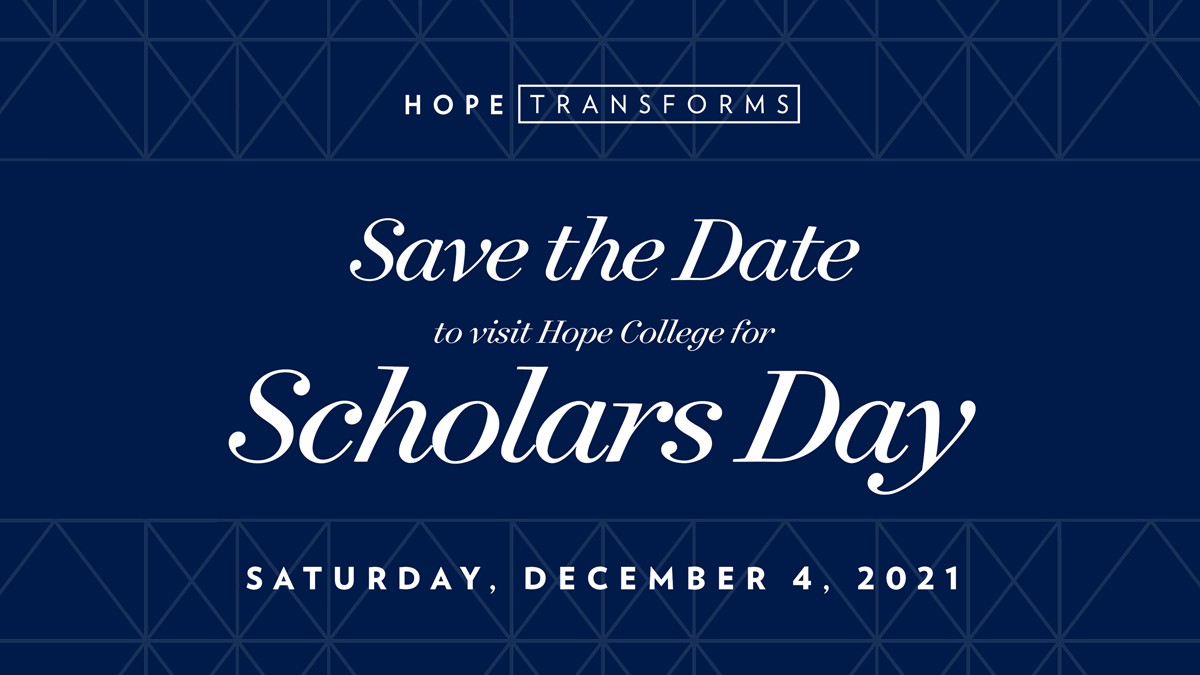 HOPE TRANSFORMS
Save the Date
to visit Hope College for
Scholars Day
SATURDAY, DECEMBER 4, 2021